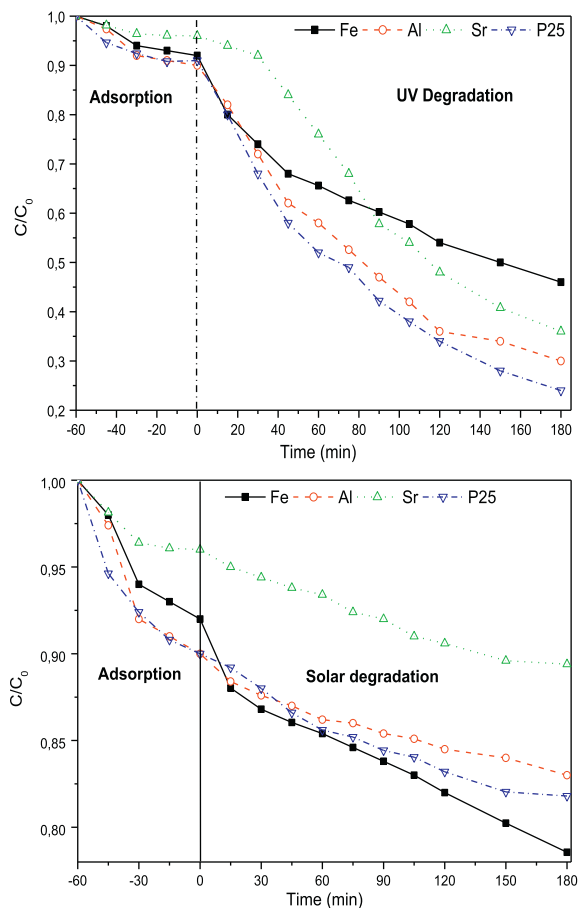 1,0
Fe Al Sr P25
0,9
Adsorption UV Degradation
0,8
0,7
C/C0
0,6
0,5
0,4
0,3
0,2
-60 -40 -20 0 20 40 60 80 100 120 140 160 180
Time (min)
1,00
Fe Al Sr P25
0,95
C/C0
0,90
Adsorption Solar degradation
0,85
0,80
-60 -30 0 30 60 90 120 150 180
Time (min)